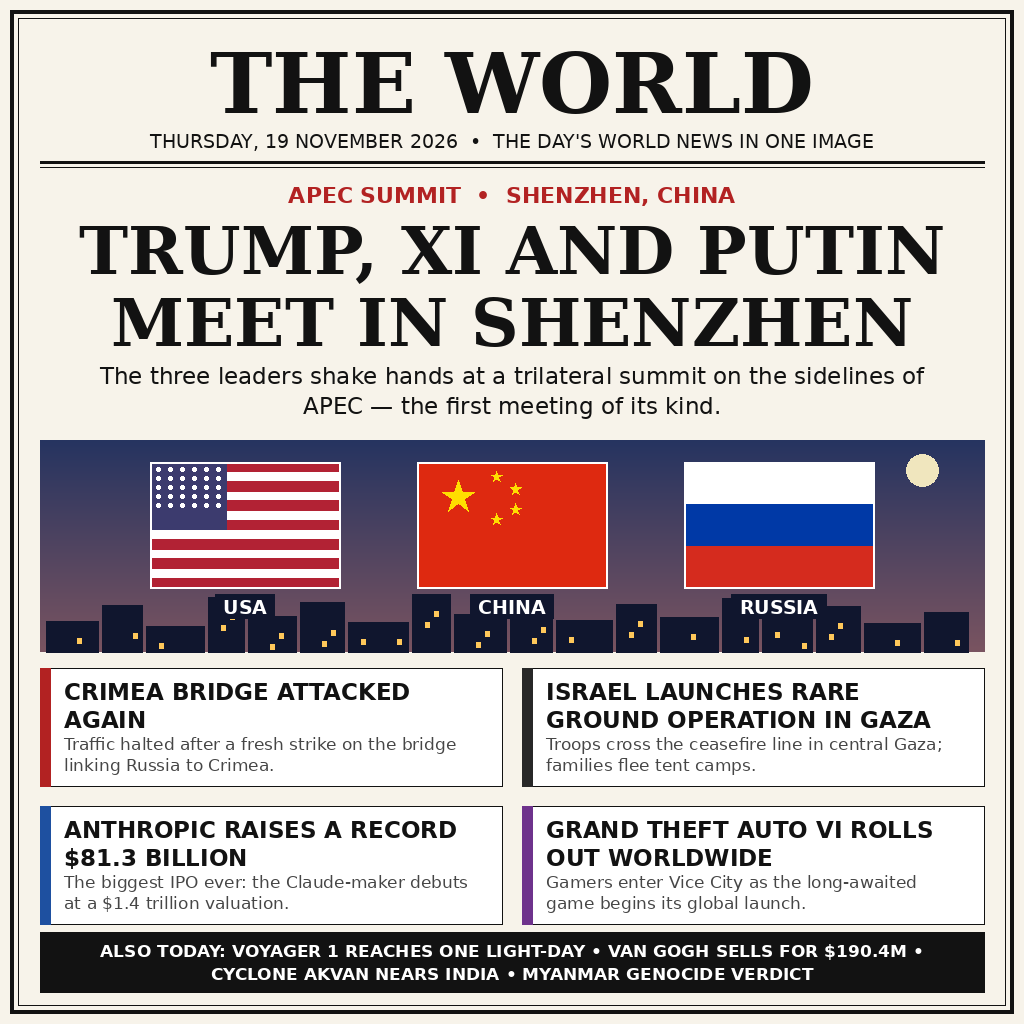 THE WORLD
THURSDAY, 19 NOVEMBER 2026 • THE DAY'S WORLD NEWS IN ONE IMAGE
APEC SUMMIT • SHENZHEN, CHINA
TRUMP, XI AND PUTIN
MEET IN SHENZHEN
The three leaders shake hands at a trilateral summit on the sidelines of
APEC — the first meeting of its kind.
USA
CHINA
RUSSIA
CRIMEA BRIDGE ATTACKED
AGAIN
Traffic halted after a fresh strike on the bridge
linking Russia to Crimea.
ISRAEL LAUNCHES RARE
GROUND OPERATION IN GAZA
Troops cross the ceasefire line in central Gaza;
families flee tent camps.
ANTHROPIC RAISES A RECORD
$81.3 BILLION
The biggest IPO ever: the Claude-maker debuts
at a $1.4 trillion valuation.
GRAND THEFT AUTO VI ROLLS
OUT WORLDWIDE
Gamers enter Vice City as the long-awaited
game begins its global launch.
ALSO TODAY: VOYAGER 1 REACHES ONE LIGHT-DAY • VAN GOGH SELLS FOR $190.4M •
CYCLONE AKVAN NEARS INDIA • MYANMAR GENOCIDE VERDICT